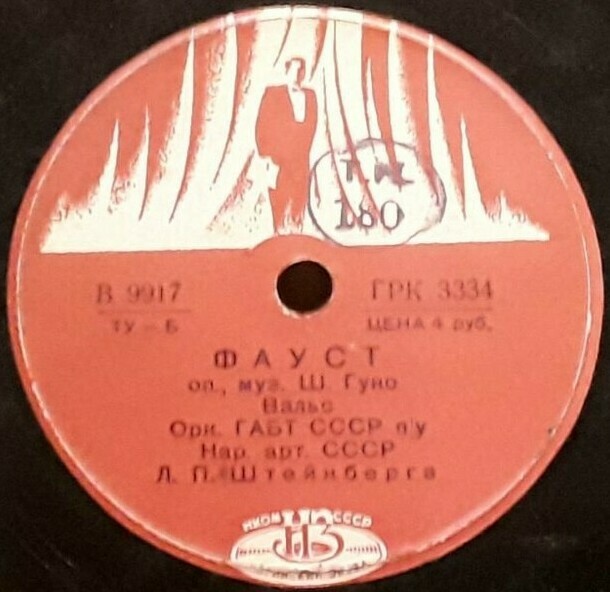 180
В 9917
ГРК 3334
ТУ – Б
ЦЕНА 4 руб.
ФАУСТ
оп., муз. Ш. Гуно
Вальс
Орк. ГАБТ СССР п/у
Нар. арт. СССР
Л. П. Штейнберга
НКОМ СССР